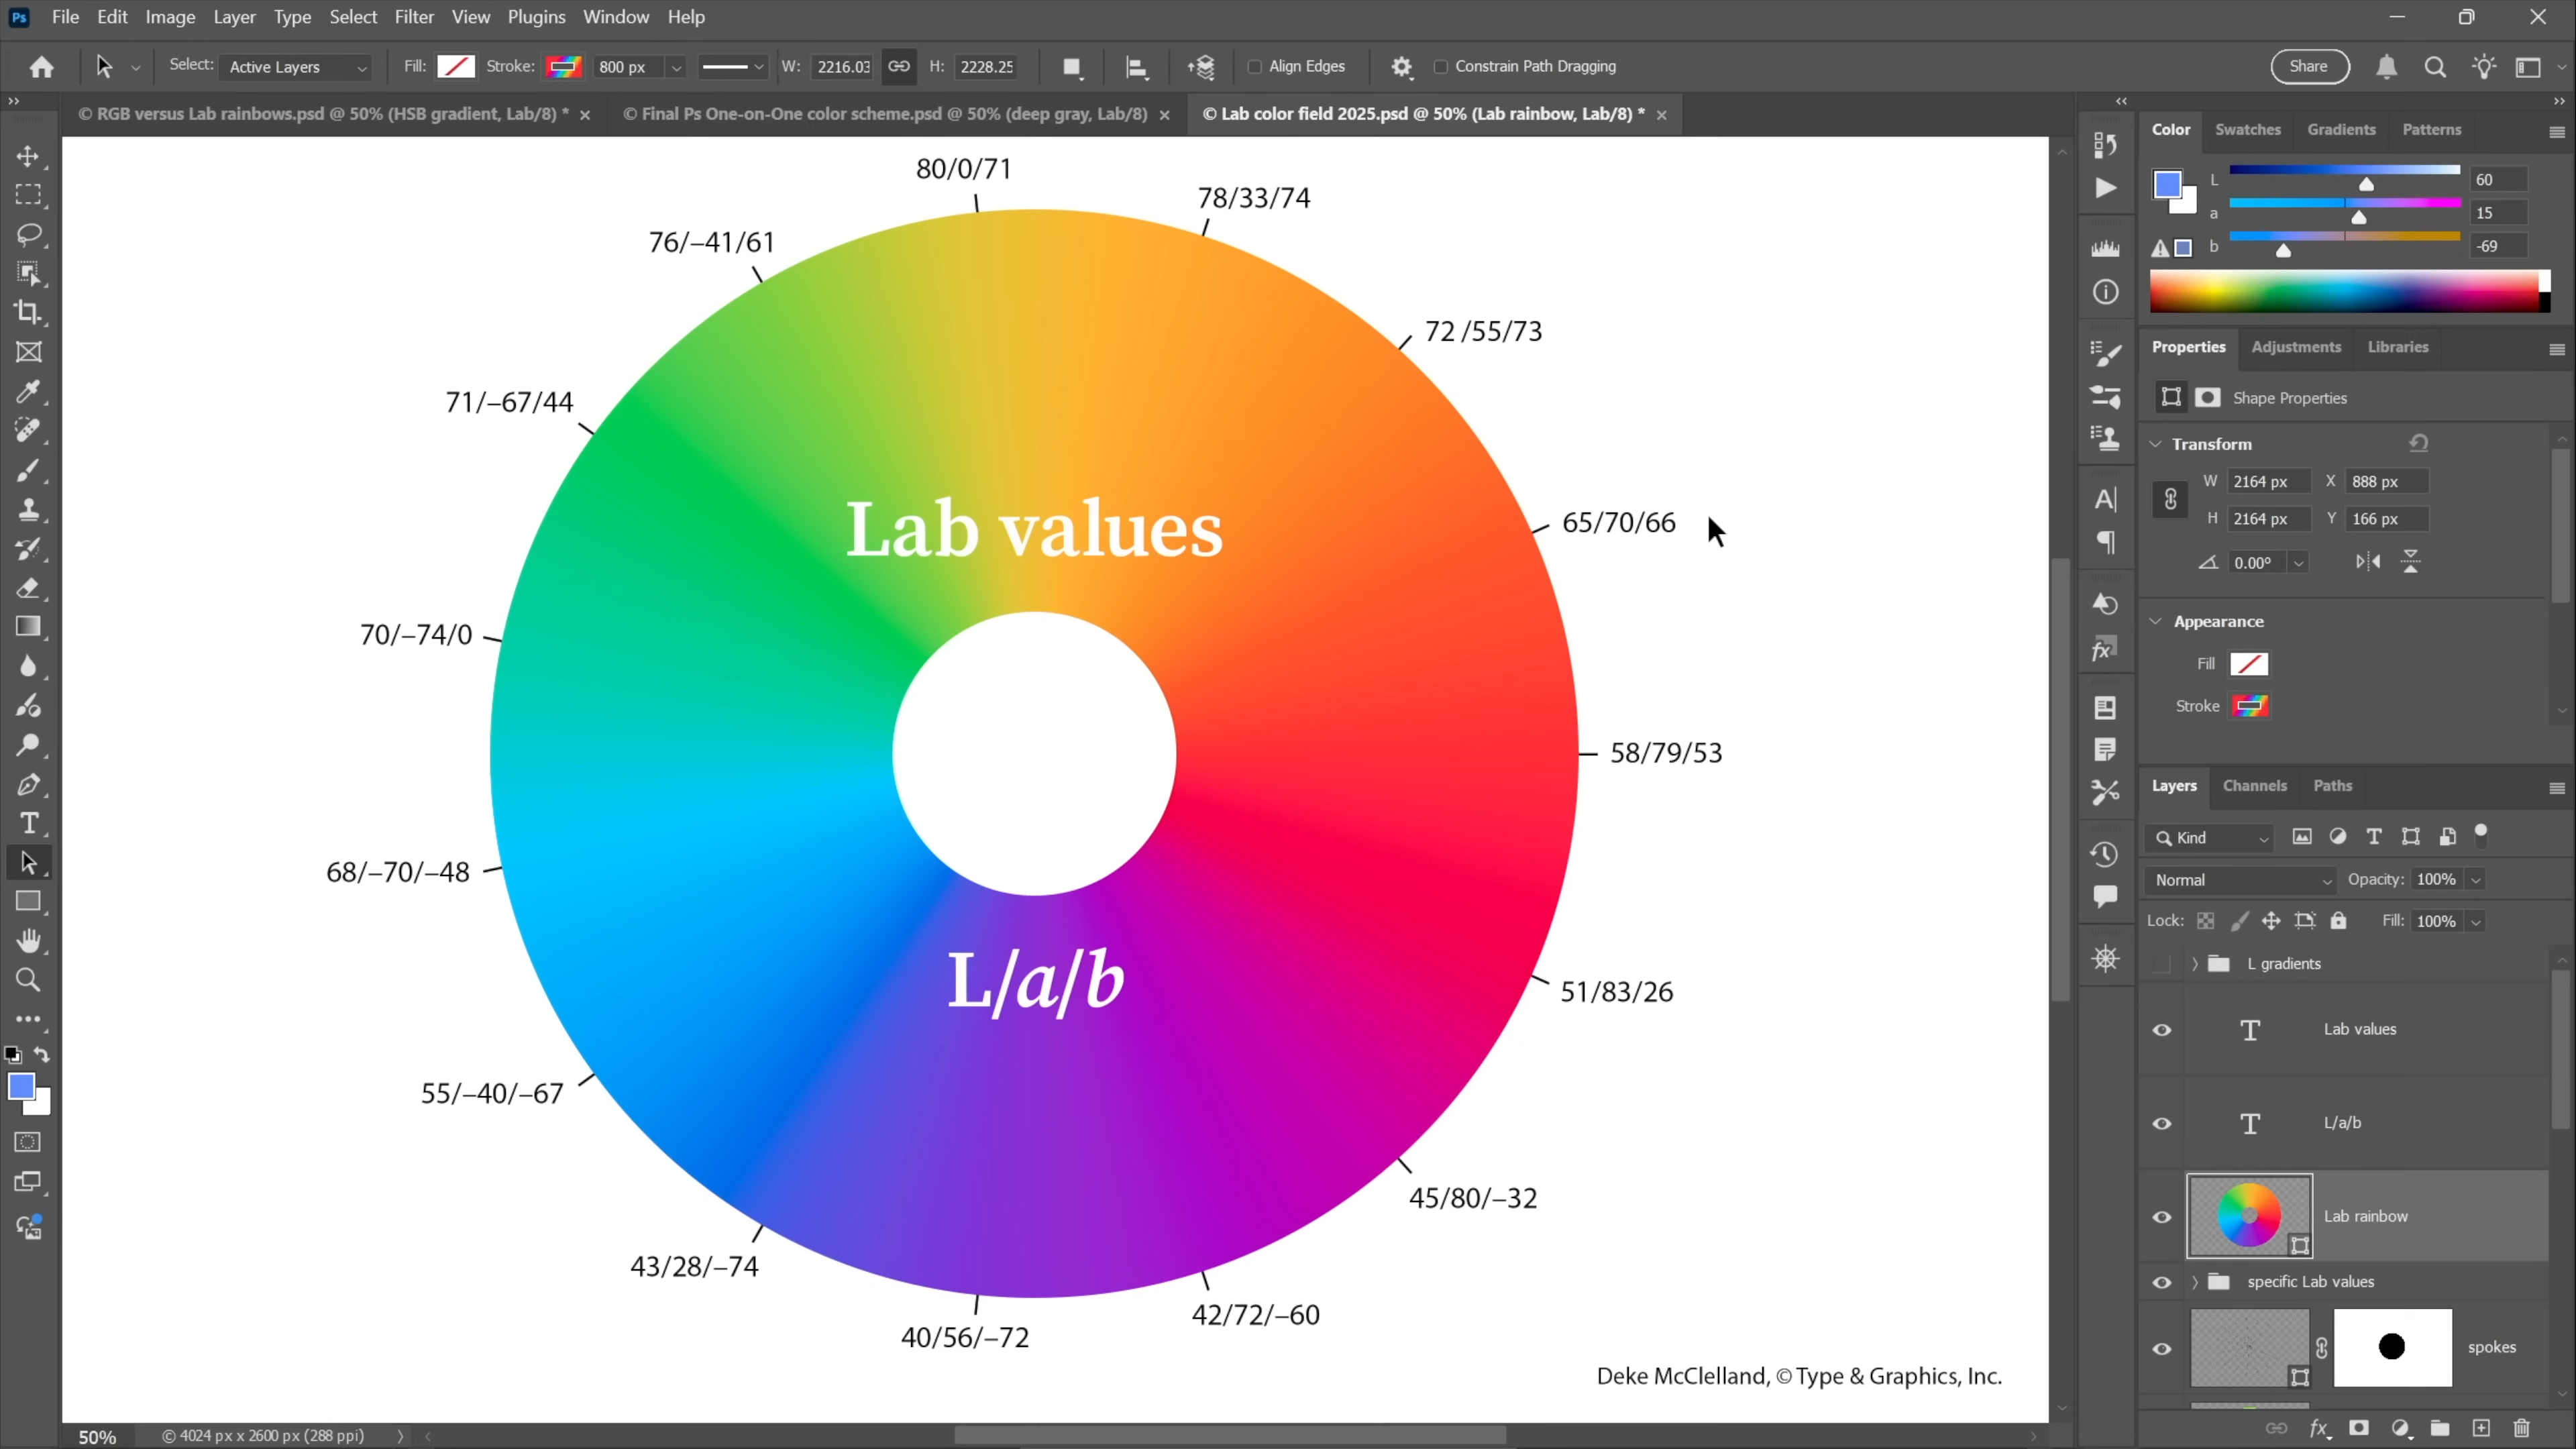 Ps File Edit Image Layer Type Select Filter View Plugins Window Help
Select: Active Layers Fill: Stroke: 800 px W: 2216.03 H: 2228.25 Align Edges Constrain Path Dragging Share
© RGB versus Lab rainbows.psd @ 50% (HSB gradient, Lab/8) * × © Final Ps One-on-One color scheme.psd @ 50% (deep gray, Lab/8) × © Lab color field 2025.psd @ 50% (Lab rainbow, Lab/8) * ×
80/0/71
78/33/74
76/–41/61
72 /55/73
71/–67/44
Lab values
65/70/66
70/–74/0
58/79/53
68/–70/–48
L/a/b
51/83/26
55/–40/–67
45/80/–32
43/28/–74
42/72/–60
40/56/–72
Deke McClelland, © Type & Graphics, Inc.
50% © 4024 px x 2600 px (288 ppi)
Color Swatches Gradients Patterns
L 60
a 15
b -69
Properties Adjustments Libraries
Shape Properties
Transform
W 2164 px X 888 px
H 2164 px Y 166 px
0.00°
Appearance
Fill
Stroke
Layers Channels Paths
Kind
Normal Opacity: 100%
Lock: Fill: 100%
L gradients
T Lab values
T L/a/b
Lab rainbow
specific Lab values
spokes
fx